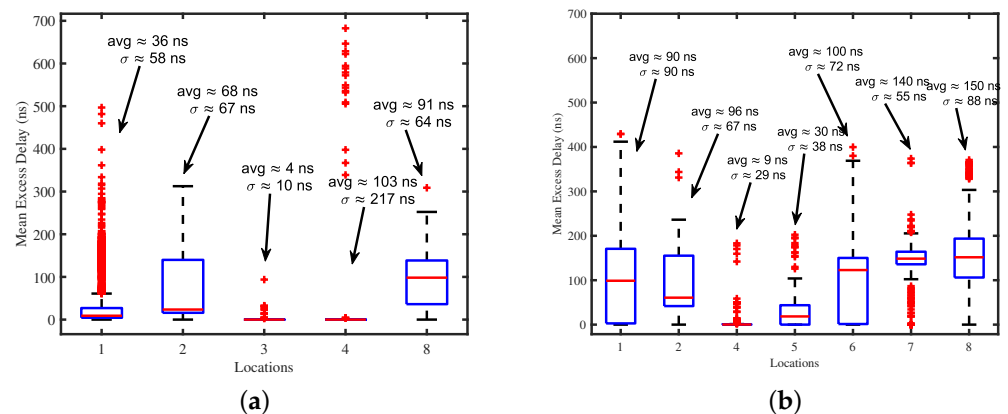 700
600
500
400
300
200
100
0
Mean Excess Delay (ns)
avg ≈ 36 ns
σ ≈ 58 ns
avg ≈ 68 ns
σ ≈ 67 ns
avg ≈ 4 ns
σ ≈ 10 ns
avg ≈ 103 ns
σ ≈ 217 ns
avg ≈ 91 ns
σ ≈ 64 ns
1 2 3 4 8
Locations
(a)
700
600
500
400
300
200
100
0
Mean Excess Delay (ns)
avg ≈ 90 ns
σ ≈ 90 ns
avg ≈ 96 ns
σ ≈ 67 ns
avg ≈ 9 ns
σ ≈ 29 ns
avg ≈ 30 ns
σ ≈ 38 ns
avg ≈ 100 ns
σ ≈ 72 ns
avg ≈ 140 ns
σ ≈ 55 ns
avg ≈ 150 ns
σ ≈ 88 ns
1 2 4 5 6 7 8
Locations
(b)